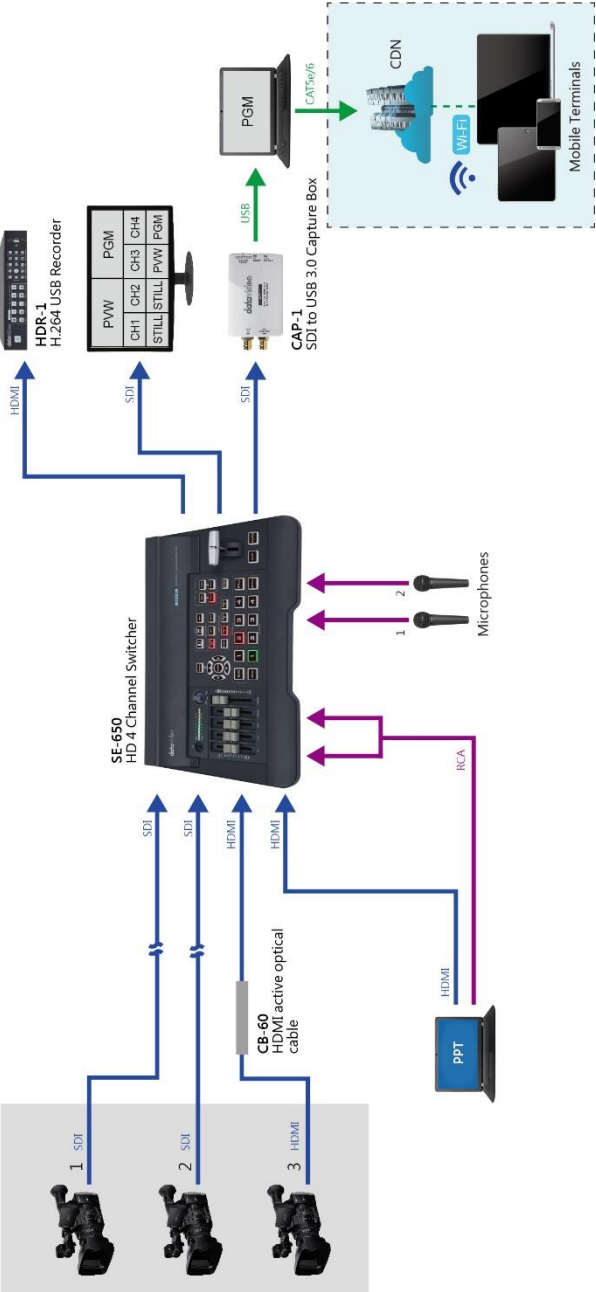 1
SDI
2
SDI
3
HDMI
CB-60
HDMI active optical
cable
PPT
HDMI
RCA
SDI
SDI
HDMI
HDMI
SE-650
HD 4 Channel Switcher
datavideo
1
2
Microphones
HDMI
SDI
SDI
HDR-1
H.264 USB Recorder
PVW
PGM
CH1
CH2
CH3
CH4
STILL
STILL
PVW
PGM
datavideo
CAP-1
SDI to USB 3.0 Capture Box
USB
PGM
CAT5e/6
CDN
Wi-Fi
Mobile Terminals